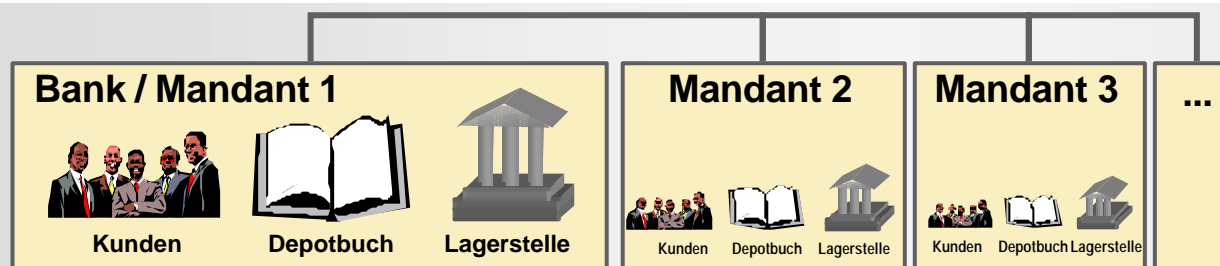 Bank / Mandant 1
Kunden Depotbuch Lagerstelle
Mandant 2
Kunden Depotbuch Lagerstelle
Mandant 3
Kunden Depotbuch Lagerstelle
...